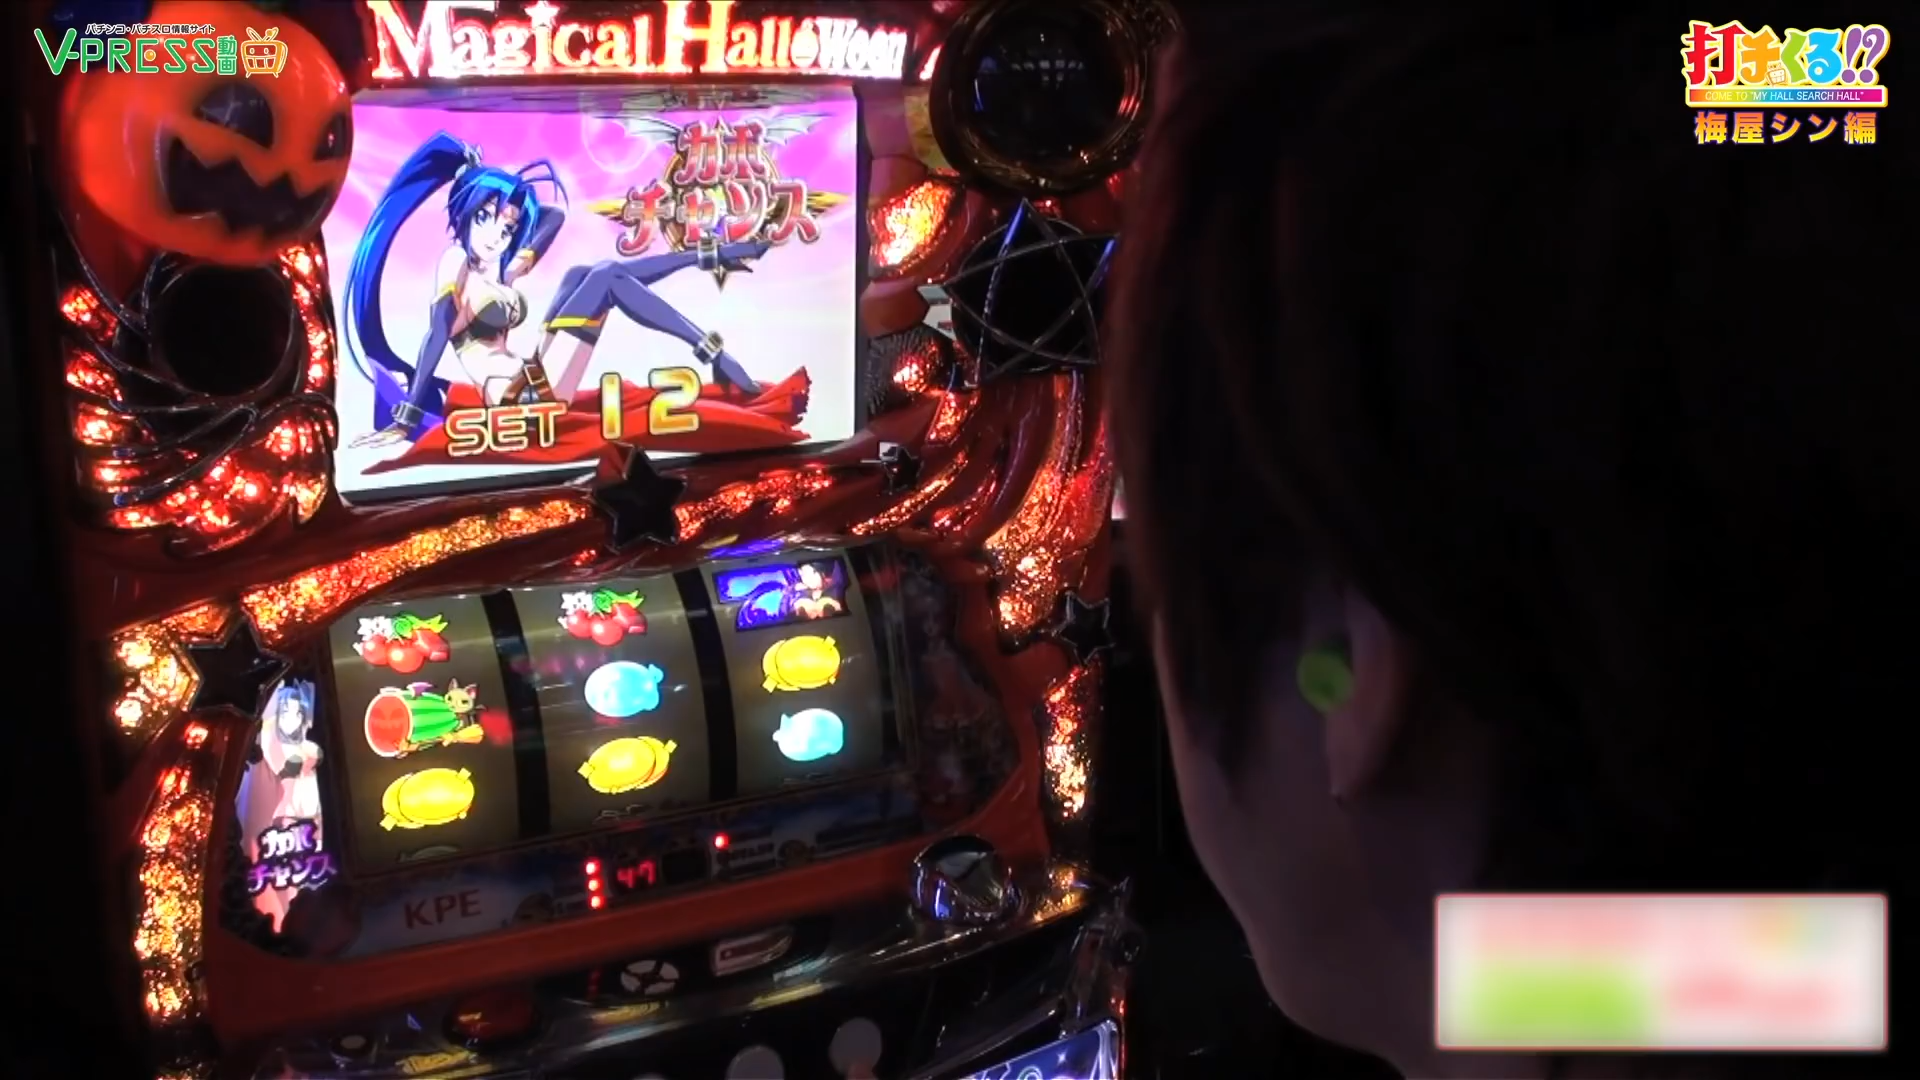 パチンコ・パチスロ情報サイト
V-PRESS動画
Magical Halloween
打チくる!?
COME TO "MY HALL SEARCH HALL"
梅屋シン編
カボ
チャンス
SET 12
カボ
チャンス
47
KPE